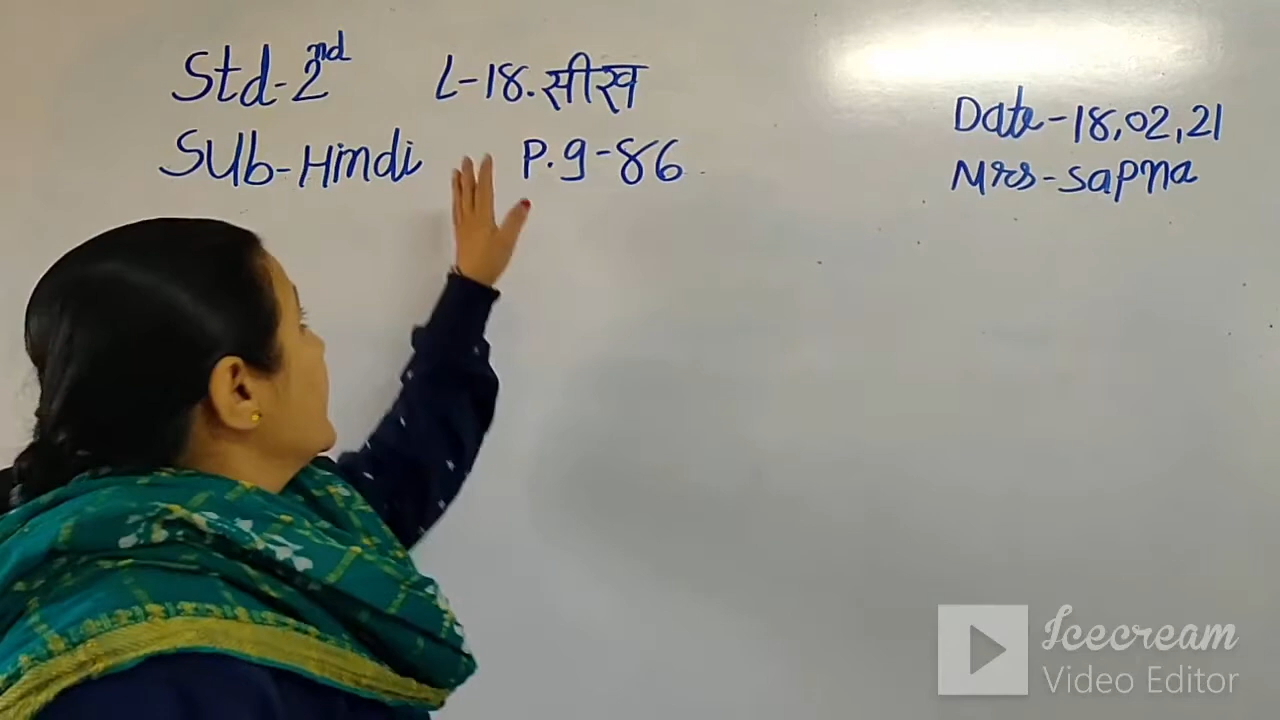 Std-2nd L-18. सीख
Sub-Hindi P.g-86
Date-18,02,21
Mrs-Sapna
Icecream
Video Editor